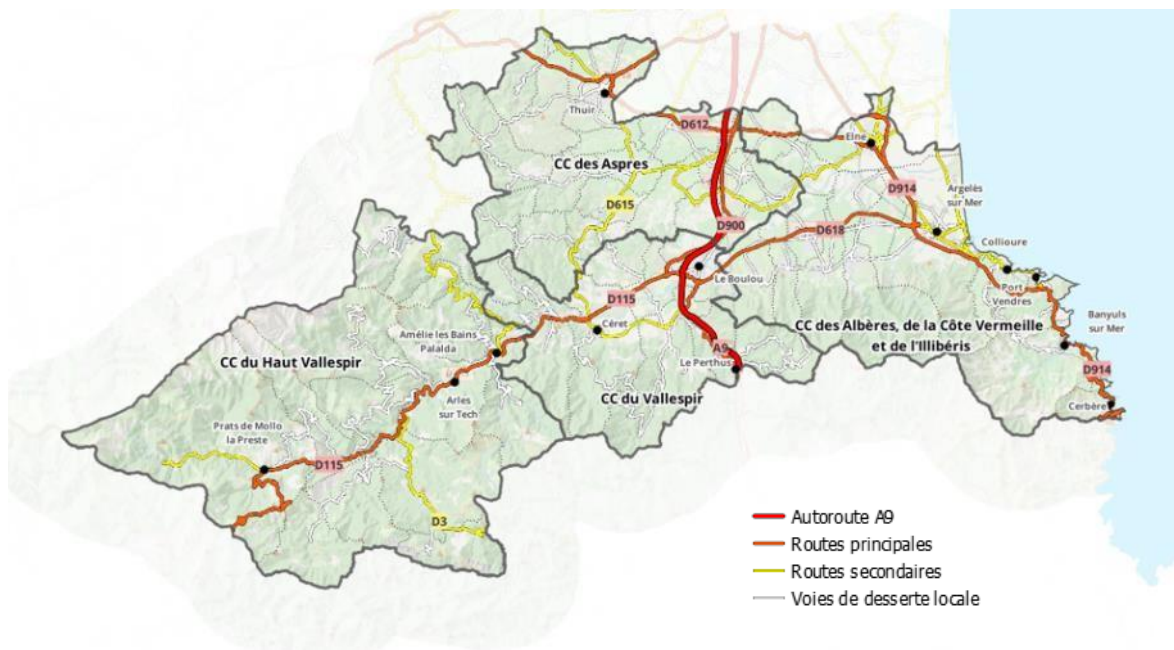 Thuir
D612
Elne
CC des Aspres
D914
Argelès
sur Mer
D615
D900
D618
Collioure
Le Boulou
Port
Vendres
D115
Céret
Banyuls
sur Mer
CC des Albères, de la Côte Vermeille
et de l'Illibéris
Amélie les Bains
Palalda
A9
Le Perthus
CC du Haut Vallespir
D914
CC du Vallespir
Arles
sur Tech
Cerbère
Prats de Mollo
la Preste
D115
D3
Autoroute A9
Routes principales
Routes secondaires
Voies de desserte locale